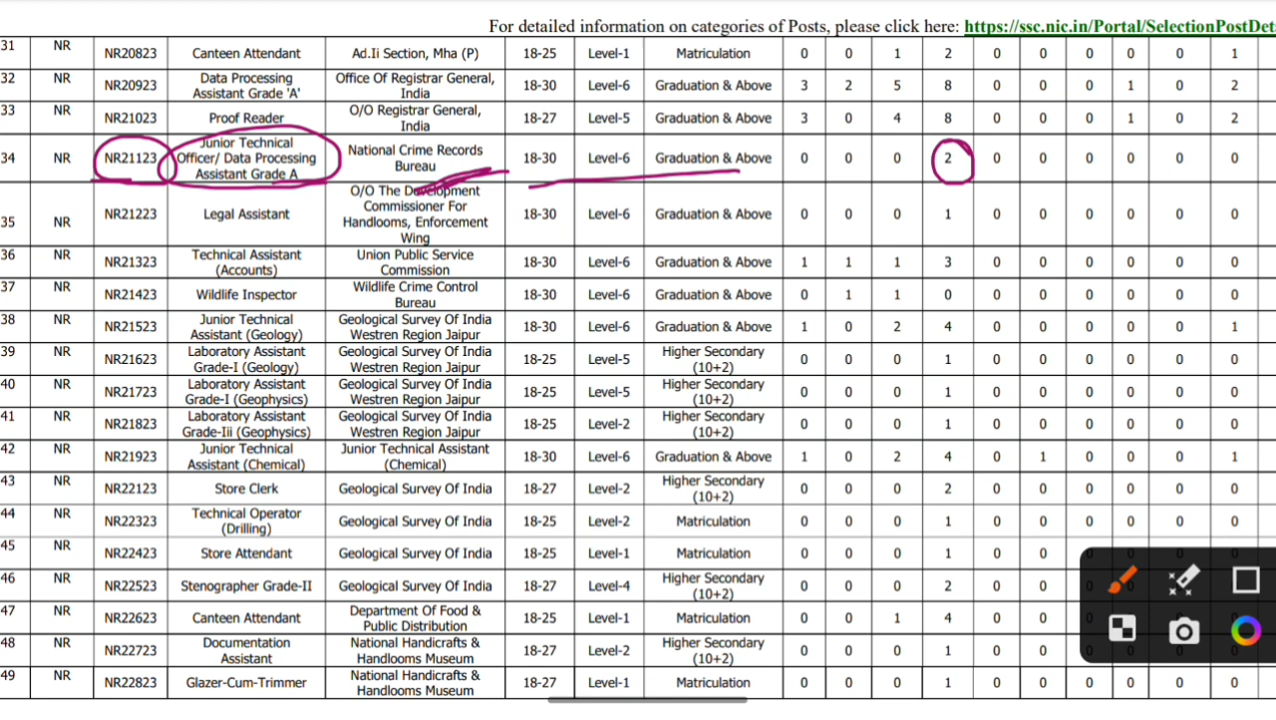 For detailed information on categories of Posts, please click here: https://ssc.nic.in/Portal/SelectionPostDet
31 NR NR20823 Canteen Attendant Ad.Ii Section, Mha (P) 18-25 Level-1 Matriculation 0 0 1 2 0 0 0 0 0 1
32 NR NR20923 Data Processing Assistant Grade 'A' Office Of Registrar General, India 18-30 Level-6 Graduation & Above 3 2 5 8 0 0 0 1 0 2
33 NR NR21023 Proof Reader O/O Registrar General, India 18-27 Level-5 Graduation & Above 3 0 4 8 0 0 0 1 0 2
34 NR NR21123 Junior Technical Officer/ Data Processing Assistant Grade A National Crime Records Bureau 18-30 Level-6 Graduation & Above 0 0 0 2 0 0 0 0 0 0
35 NR NR21223 Legal Assistant O/O The Development Commissioner For Handlooms, Enforcement Wing 18-30 Level-6 Graduation & Above 0 0 0 1 0 0 0 0 0 0
36 NR NR21323 Technical Assistant (Accounts) Union Public Service Commission 18-30 Level-6 Graduation & Above 1 1 1 3 0 0 0 0 0 0
37 NR NR21423 Wildlife Inspector Wildlife Crime Control Bureau 18-30 Level-6 Graduation & Above 0 1 1 0 0 0 0 0 0 0
38 NR NR21523 Junior Technical Assistant (Geology) Geological Survey Of India Westren Region Jaipur 18-30 Level-6 Graduation & Above 1 0 2 4 0 0 0 0 0 1
39 NR NR21623 Laboratory Assistant Grade-I (Geology) Geological Survey Of India Westren Region Jaipur 18-25 Level-5 Higher Secondary (10+2) 0 0 0 1 0 0 0 0 0 0
40 NR NR21723 Laboratory Assistant Grade-I (Geophysics) Geological Survey Of India Westren Region Jaipur 18-25 Level-5 Higher Secondary (10+2) 0 0 0 1 0 0 0 0 0 0
41 NR NR21823 Laboratory Assistant Grade-Iii (Geophysics) Geological Survey Of India Westren Region Jaipur 18-25 Level-2 Higher Secondary (10+2) 0 0 0 1 0 0 0 0 0 0
42 NR NR21923 Junior Technical Assistant (Chemical) Junior Technical Assistant (Chemical) 18-30 Level-6 Graduation & Above 1 0 2 4 0 1 0 0 0 1
43 NR NR22123 Store Clerk Geological Survey Of India 18-27 Level-2 Higher Secondary (10+2) 0 0 0 2 0 0 0 0 0 0
44 NR NR22323 Technical Operator (Drilling) Geological Survey Of India 18-25 Level-2 Matriculation 0 0 0 1 0 0 0 0 0 0
45 NR NR22423 Store Attendant Geological Survey Of India 18-25 Level-1 Matriculation 0 0 0 1 0 0
46 NR NR22523 Stenographer Grade-II Geological Survey Of India 18-27 Level-4 Higher Secondary (10+2) 0 0 0 2 0 0
47 NR NR22623 Canteen Attendant Department Of Food & Public Distribution 18-25 Level-1 Matriculation 0 0 1 4 0 0
48 NR NR22723 Documentation Assistant National Handicrafts & Handlooms Museum 18-27 Level-2 Higher Secondary (10+2) 0 0 0 1 0 0
49 NR NR22823 Glazer-Cum-Trimmer National Handicrafts & Handlooms Museum 18-27 Level-1 Matriculation 0 0 0 1 0 0 0 0 0 0